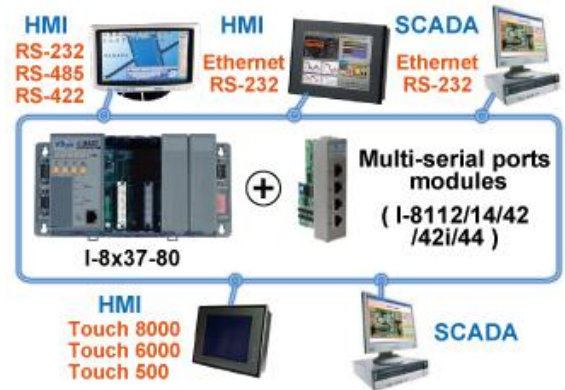 HMI
RS-232
RS-485
RS-422
HMI
Ethernet
RS-232
SCADA
Ethernet
RS-232
I-8x37-80
+
Multi-serial ports
modules
( I-8112/14/42
/42i/44 )
HMI
Touch 8000
Touch 6000
Touch 500
SCADA